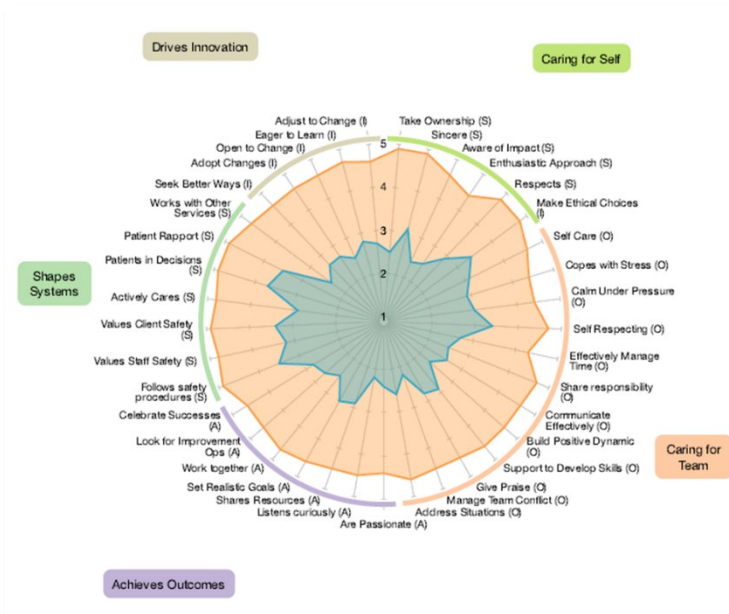 Drives Innovation
Caring for Self
Adjust to Change (I)
Take Ownership (S)
Eager to Learn (I)
Sincere (S)
Open to Change (I)
Aware of Impact (S)
Adopt Changes (I)
Enthusiastic Approach (S)
Seek Better Ways (I)
Respects (S)
Works with Other
Services (S)
Make Ethical Choices
(I)
Patient Rapport (S)
Self Care (O)
Patients in Decisions
(S)
Copes with Stress (O)
Actively Cares (S)
Calm Under Pressure
(O)
Values Client Safety
(S)
Self Respecting (O)
Values Staff Safety (S)
Effectively Manage
Time (O)
Follows safety
procedures (S)
Share responsibility
(O)
Celebrate Successes
(A)
Communicate
Effectively (O)
Look for Improvement
Ops (A)
Build Positive Dynamic
(O)
Work together (A)
Support to Develop Skills (O)
Set Realistic Goals (A)
Give Praise (O)
Shares Resources (A)
Manage Team Conflict (O)
Listens curiously (A)
Address Situations (O)
Are Passionate (A)
5
4
3
2
1
Shapes
Systems
Caring for
Team
Achieves Outcomes